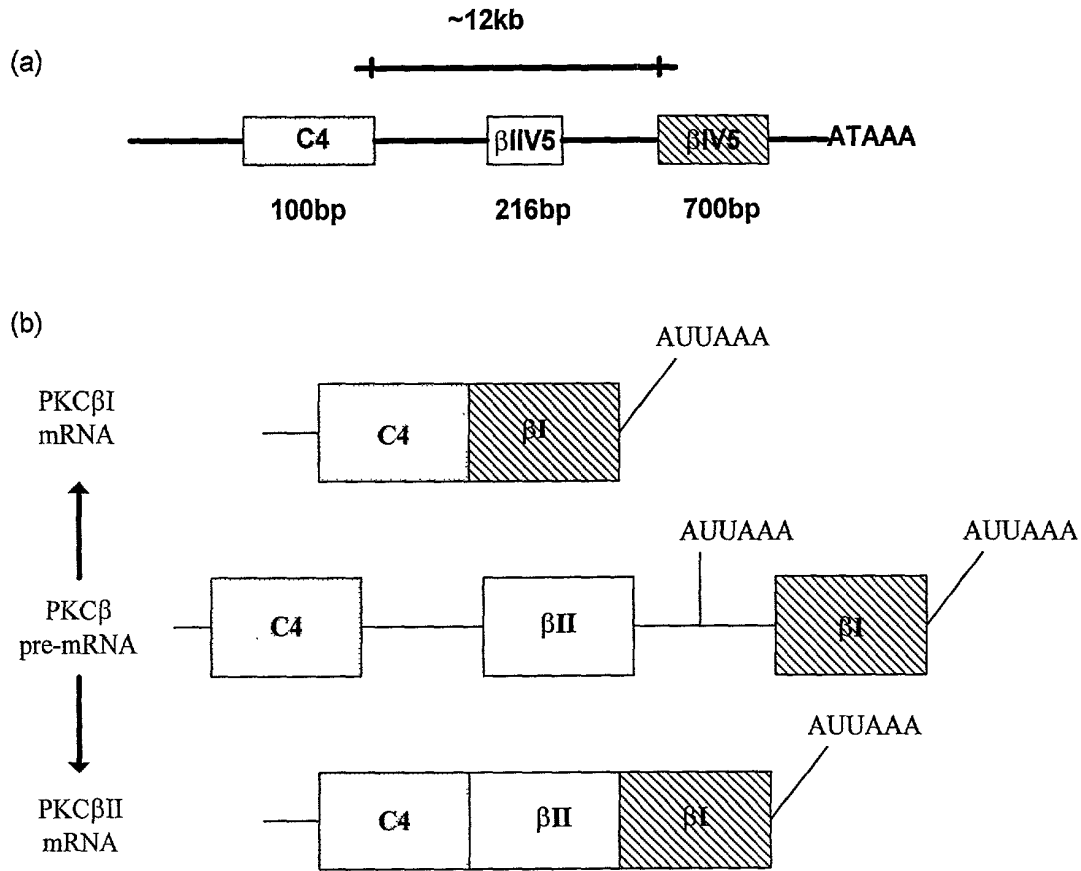 ~12kb
(a)
C4
βIIV5
βIV5
ATAAA
100bp
216bp
700bp
(b)
AUUAAA
PKCβI
mRNA
C4
βI
AUUAAA
AUUAAA
PKCβ
pre-mRNA
C4
βII
βI
AUUAAA
PKCβII
mRNA
C4
βII
βI